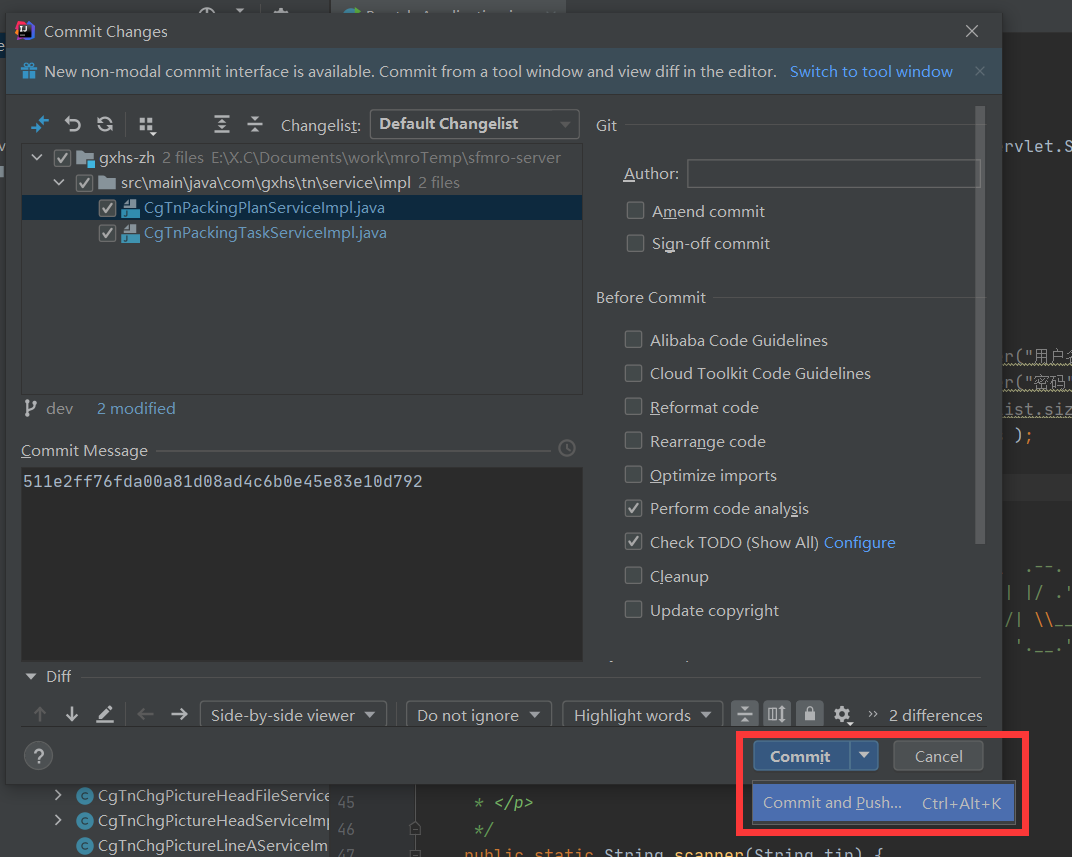 Commit Changes
New non-modal commit interface is available. Commit from a tool window and view diff in the editor. Switch to tool window
Changelist: Default Changelist
gxhs-zh 2 files E:\X.C\Documents\work\mroTemp\sfmro-server
src\main\java\com\gxhs\tn\service\impl 2 files
CgTnPackingPlanServiceImpl.java
CgTnPackingTaskServiceImpl.java
dev 2 modified
Commit Message
511e2ff76fda00a81d08ad4c6b0e45e83e10d792
Git
Author:
Amend commit
Sign-off commit
Before Commit
Alibaba Code Guidelines
Cloud Toolkit Code Guidelines
Reformat code
Rearrange code
Optimize imports
Perform code analysis
Check TODO (Show All) Configure
Cleanup
Update copyright
rvlet.S
r("用户名
r("密码"
ist.siz
);
.--.
| |/ .'
/| \\__
'.__.'
Diff
Side-by-side viewer Do not ignore Highlight words >> 2 differences
? Commit Cancel
Commit and Push... Ctrl+Alt+K
CgTnChgPictureHeadFileService
CgTnChgPictureHeadServiceImp
CgTnChgPictureLineAServiceIm
45 * </p>
46 */
47 public static String scanner(String tip) {